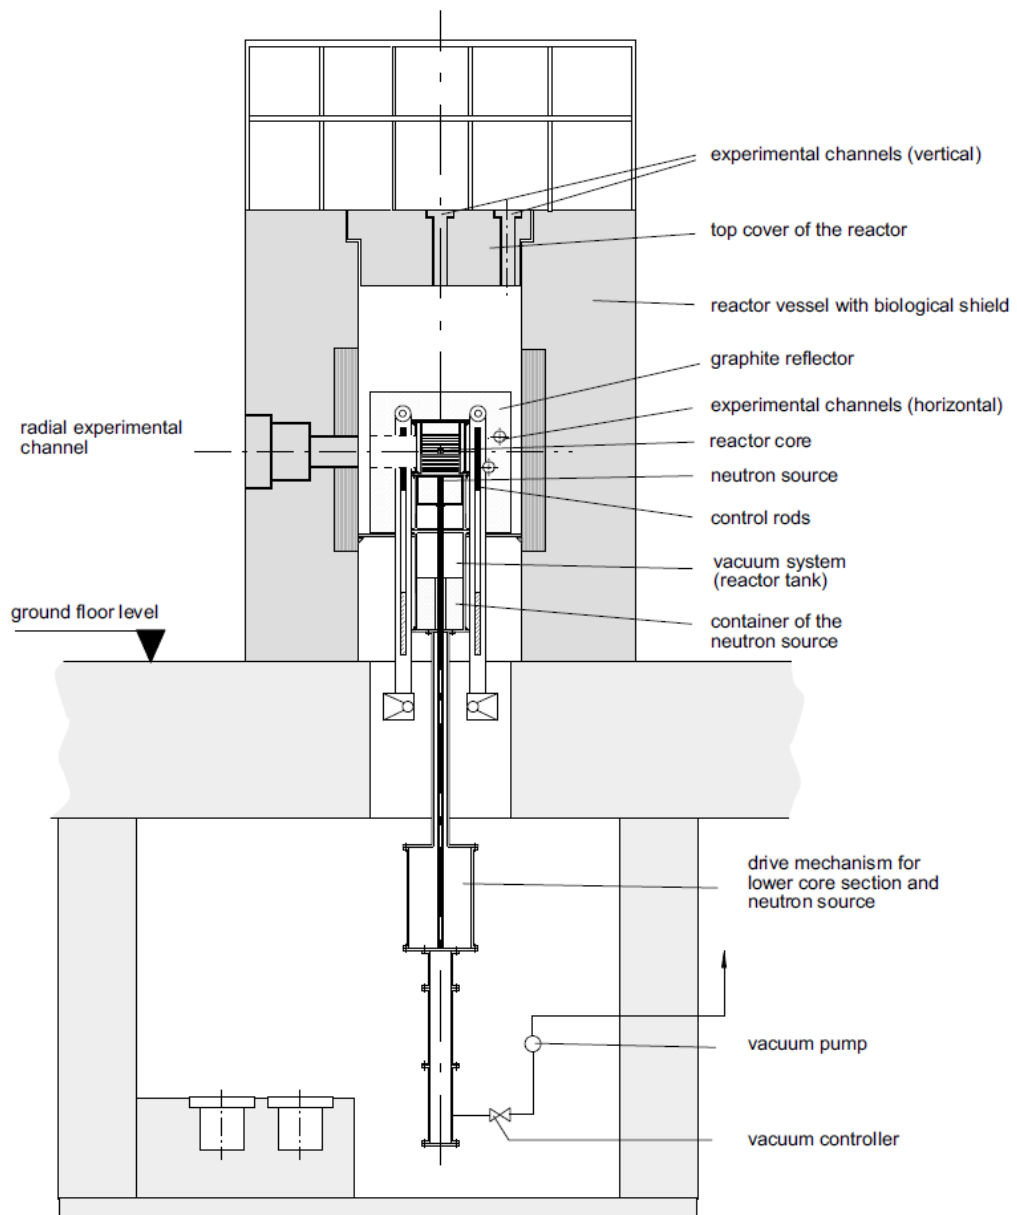 experimental channels (vertical)
top cover of the reactor
reactor vessel with biological shield
graphite reflector
experimental channels (horizontal)
radial experimental
channel
reactor core
neutron source
control rods
vacuum system
(reactor tank)
ground floor level
container of the
neutron source
drive mechanism for
lower core section and
neutron source
vacuum pump
vacuum controller